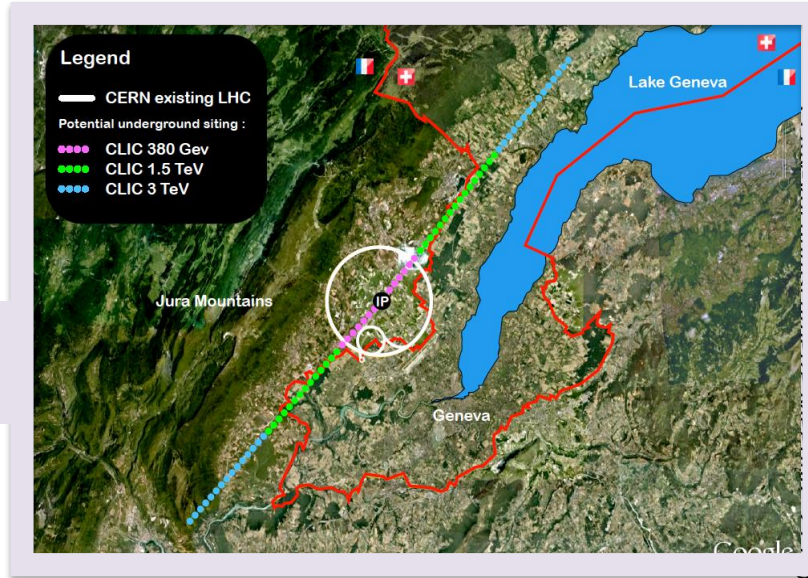 Legend
CERN existing LHC
Potential underground siting :
CLIC 380 Gev
CLIC 1.5 TeV
CLIC 3 TeV
Lake Geneva
Jura Mountains
IP
Geneva
Google